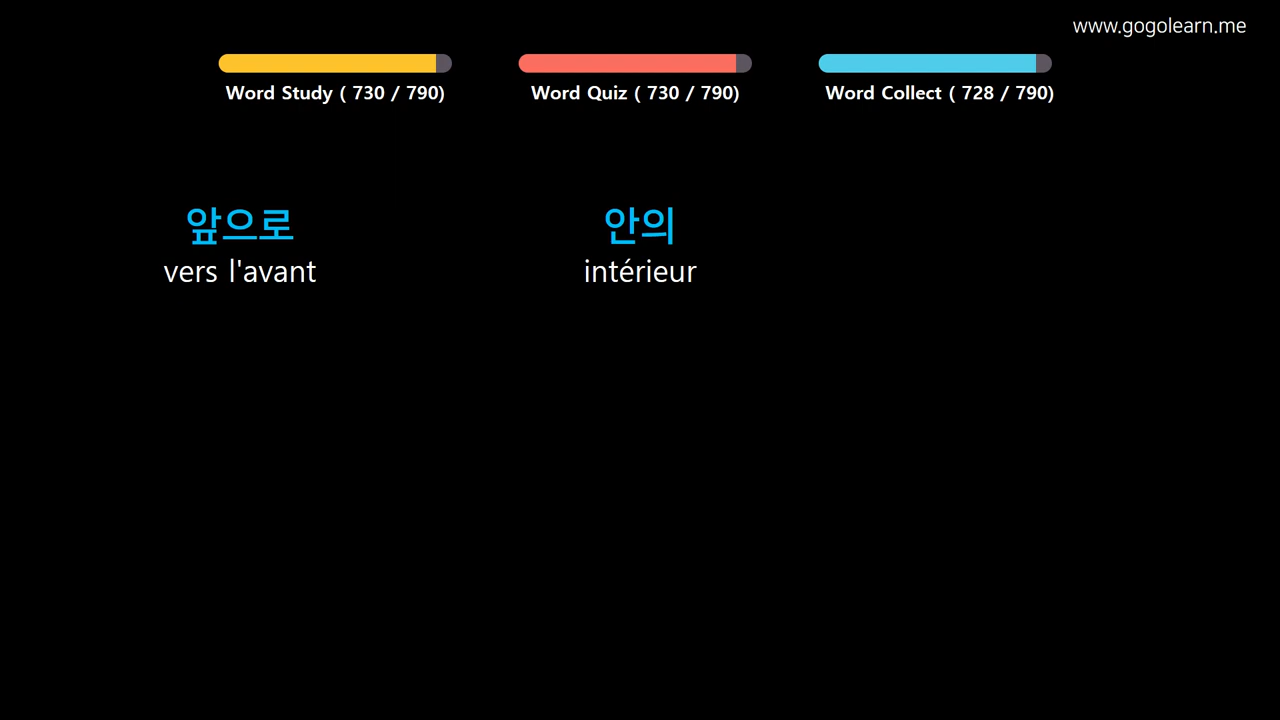 www.gogolearn.me
Word Study ( 730 / 790)
Word Quiz ( 730 / 790)
Word Collect ( 728 / 790)
앞으로
vers l'avant
안의
intérieur